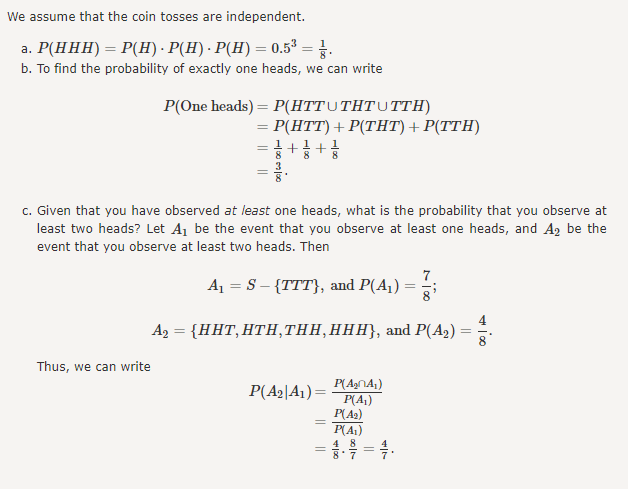 We assume that the coin tosses are independent.
a. P(HHH) = P(H) · P(H) · P(H) = 0.5³ = 1/8.
b. To find the probability of exactly one heads, we can write
P(One heads) = P(HTT ∪ THT ∪ TTH)
= P(HTT) + P(THT) + P(TTH)
= 1/8 + 1/8 + 1/8
= 3/8.
c. Given that you have observed at least one heads, what is the probability that you observe at
least two heads? Let A₁ be the event that you observe at least one heads, and A₂ be the
event that you observe at least two heads. Then
A₁ = S − {TTT}, and P(A₁) = 7/8;
A₂ = {HHT, HTH, THH, HHH}, and P(A₂) = 4/8.
Thus, we can write
P(A₂|A₁) = P(A₂∩A₁)/P(A₁)
= P(A₂)/P(A₁)
= 4/8 · 8/7 = 4/7.